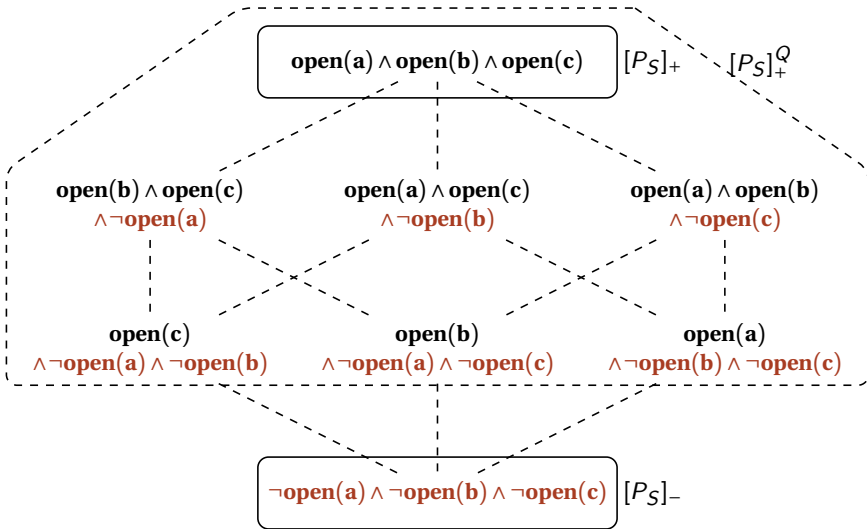 open(a) ∧ open(b) ∧ open(c) [P_S]_+ [P_S]_+^Q
open(b) ∧ open(c) open(a) ∧ open(c) open(a) ∧ open(b)
∧¬open(a) ∧¬open(b) ∧¬open(c)
open(c) open(b) open(a)
∧¬open(a) ∧ ¬open(b) ∧¬open(a) ∧ ¬open(c) ∧¬open(b) ∧ ¬open(c)
¬open(a) ∧ ¬open(b) ∧ ¬open(c) [P_S]_−